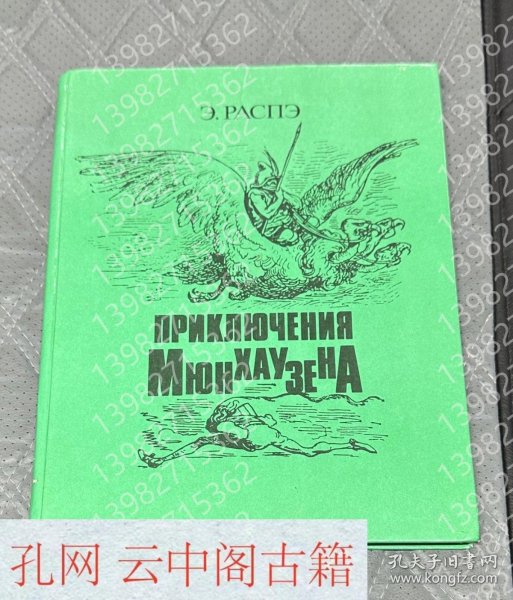 Э. РАСПЭ
ПРИКЛЮЧЕНИЯ
МЮНХАУЗЕНА
13982715362
孔网 云中阁古籍
孔夫子旧书网
www.kongfz.com